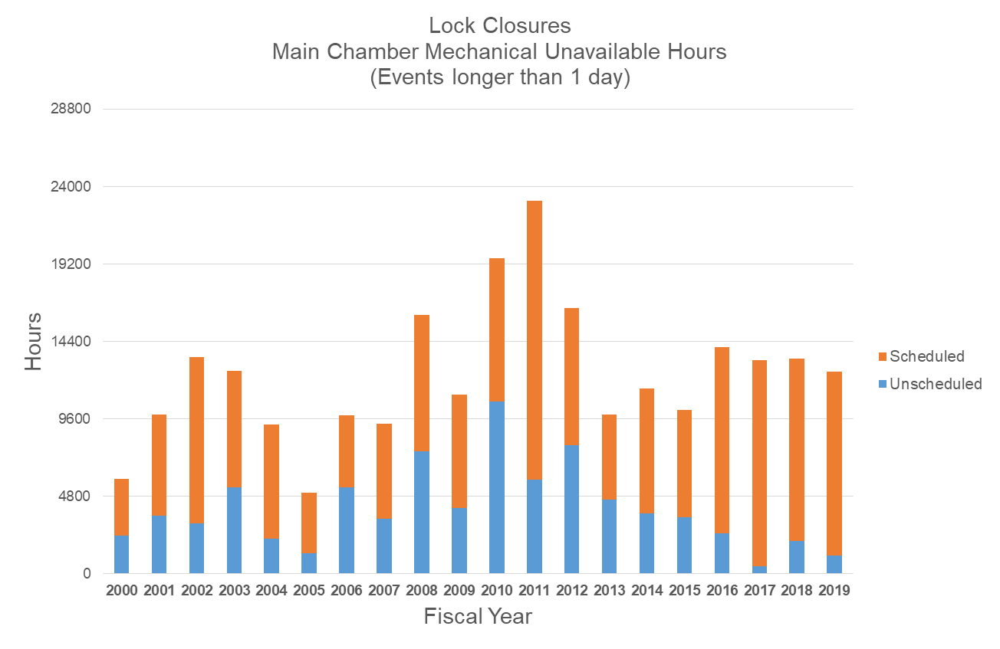 Lock Closures
Main Chamber Mechanical Unavailable Hours
(Events longer than 1 day)
28800
24000
19200
14400
9600
4800
0
Hours
2000 2001 2002 2003 2004 2005 2006 2007 2008 2009 2010 2011 2012 2013 2014 2015 2016 2017 2018 2019
Fiscal Year
Scheduled
Unscheduled